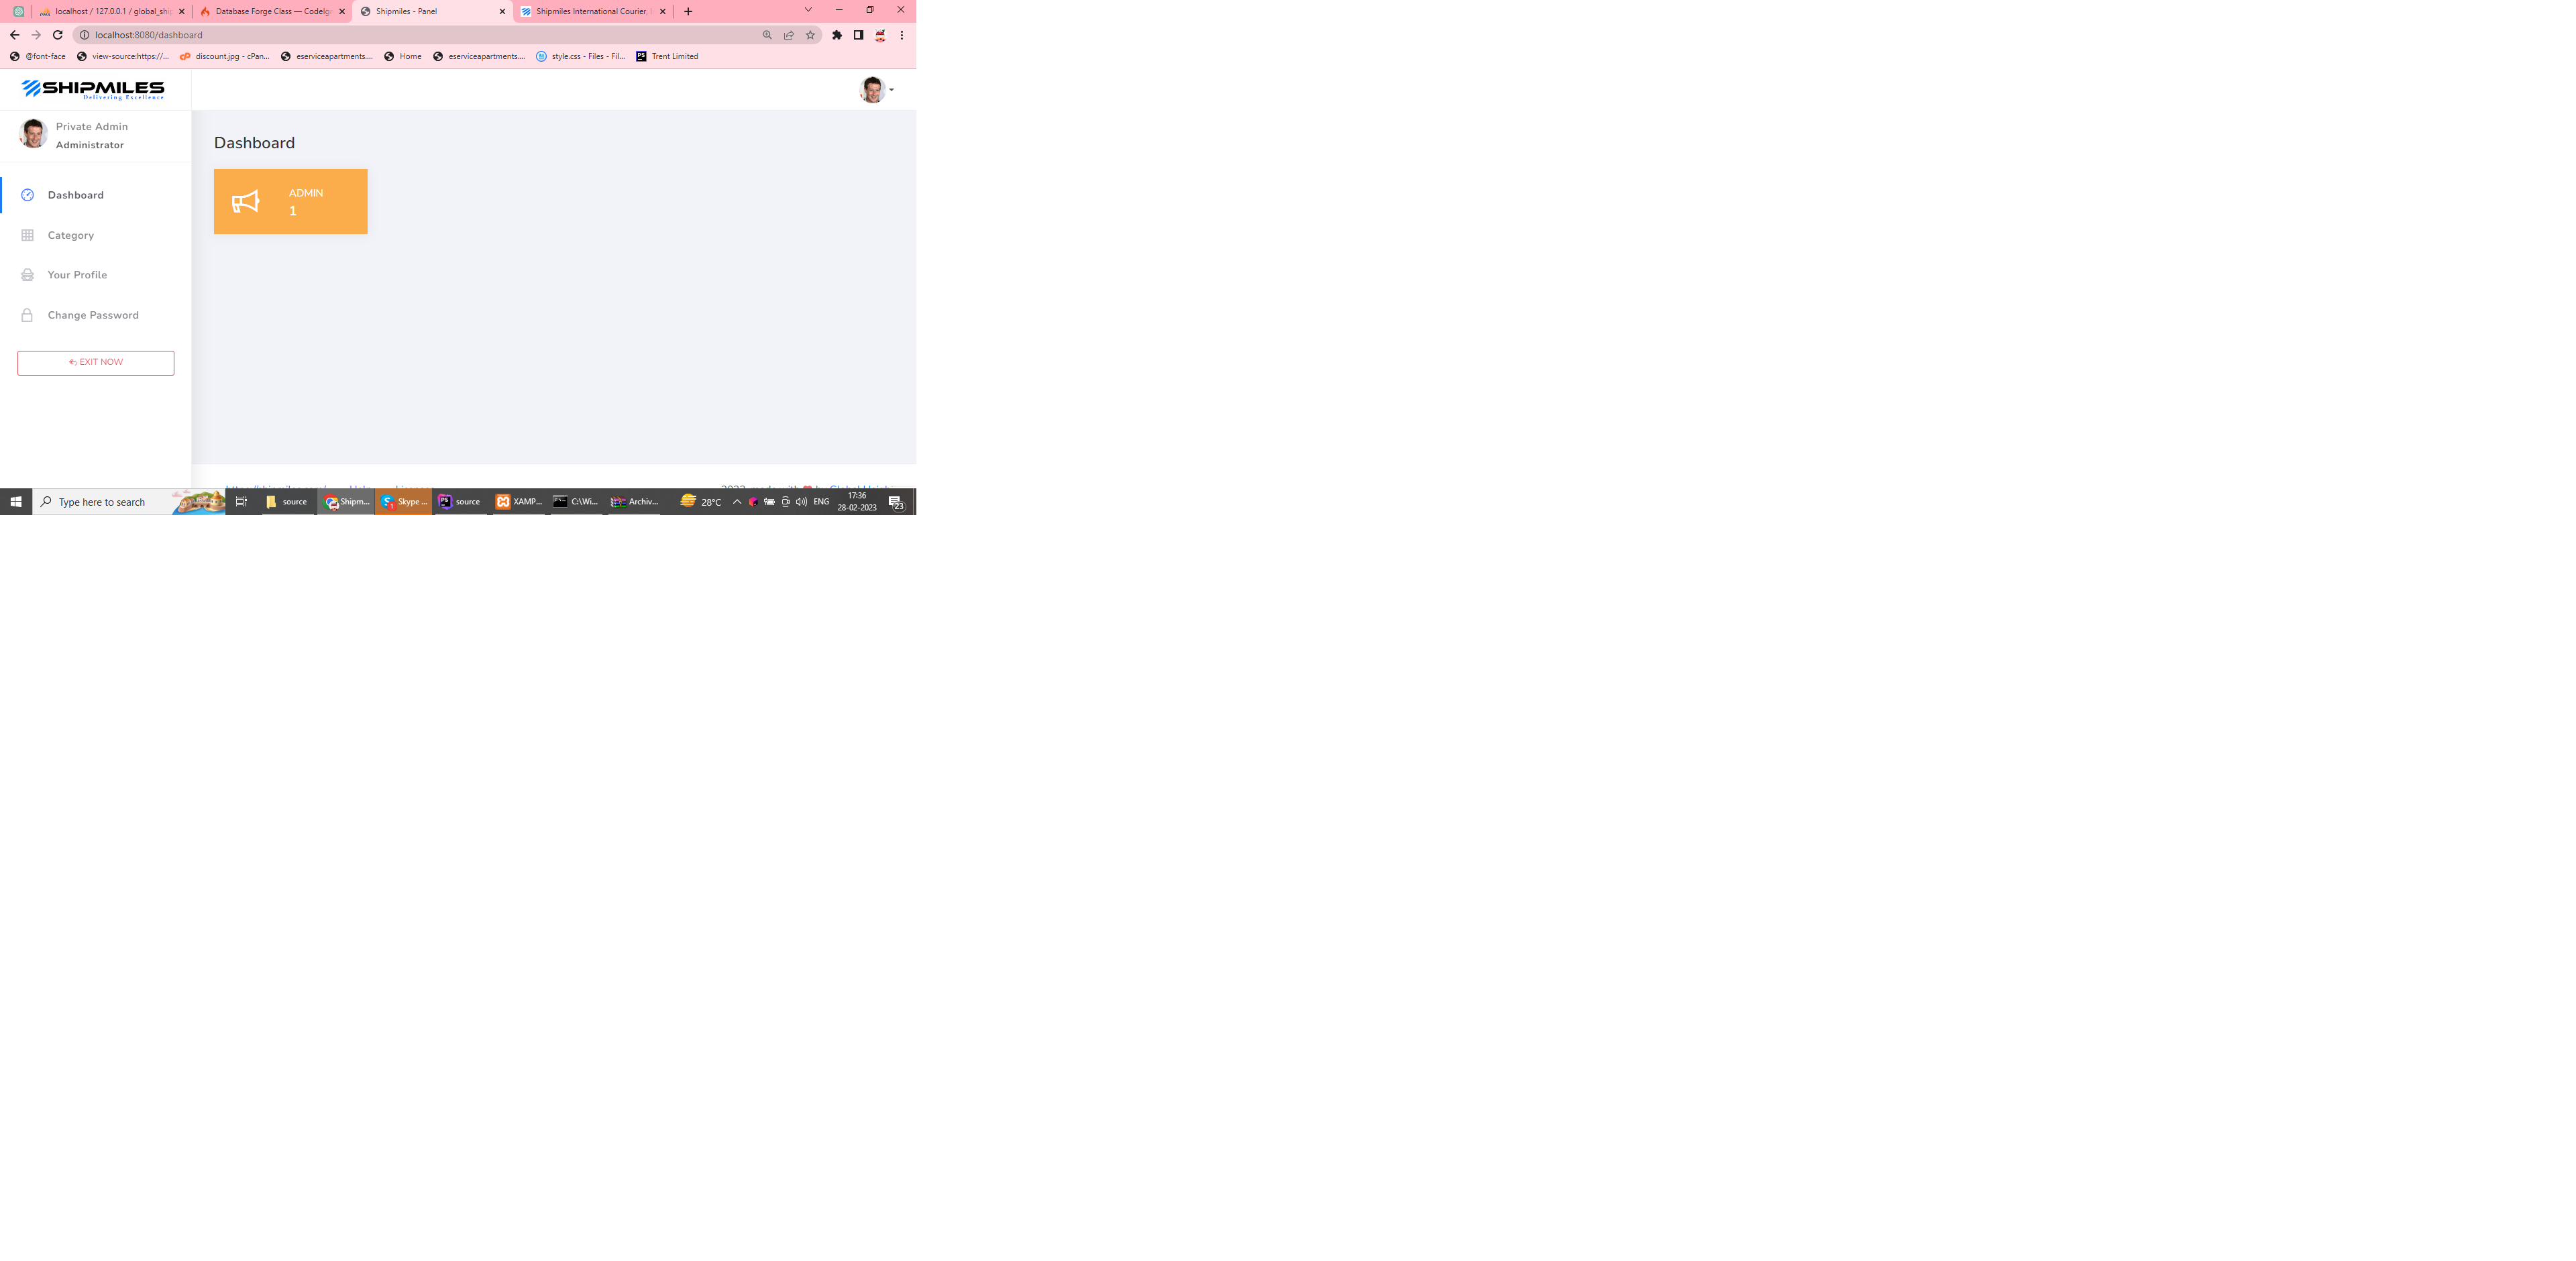 localhost / 127.0.0.1 / global_ship
Database Forge Class — CodeIgn
Shipmiles - Panel
Shipmiles International Courier,
localhost:8080/dashboard
@font-face
view-source:https://...
discount.jpg - cPan...
eserviceapartments....
Home
eserviceapartments....
style.css - Files - Fil...
Trent Limited
SHIPMILES
Delivering Excellence
Private Admin
Administrator
Dashboard
Category
Your Profile
Change Password
EXIT NOW
Dashboard
ADMIN
1
Type here to search
source
Shipm...
Skype ...
1
source
XAMP...
C:\Wi...
Archiv...
28°C
ENG
17:36
28-02-2023
23